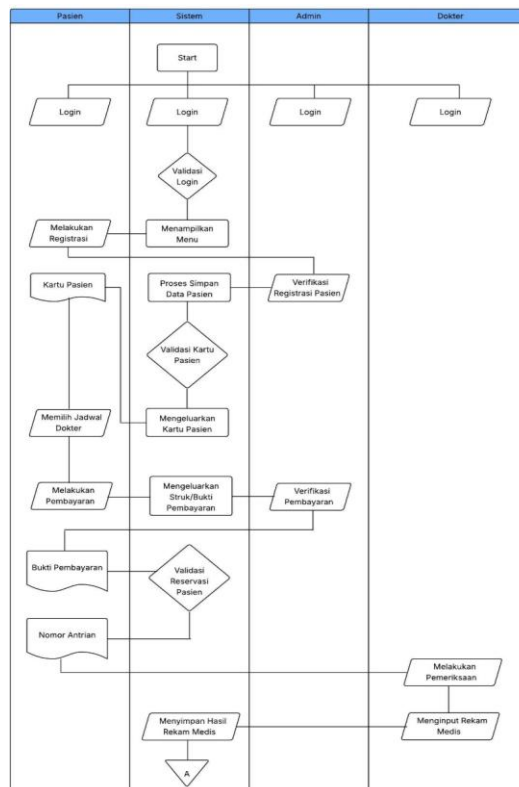 Pasien
Sistem
Admin
Dokter
Start
Login
Login
Login
Login
Validasi
Login
Melakukan
Registrasi
Menampilkan
Menu
Kartu Pasien
Proses Simpan
Data Pasien
Verifikasi
Registrasi Pasien
Validasi Kartu
Pasien
Memilih Jadwal
Dokter
Mengeluarkan
Kartu Pasien
Melakukan
Pembayaran
Mengeluarkan
Struk/Bukti
Pembayaran
Verifikasi
Pembayaran
Bukti Pembayaran
Validasi
Reservasi
Pasien
Nomor Antrian
Melakukan
Pemeriksaan
Menyimpan Hasil
Rekam Medis
Menginput Rekam
Medis
A